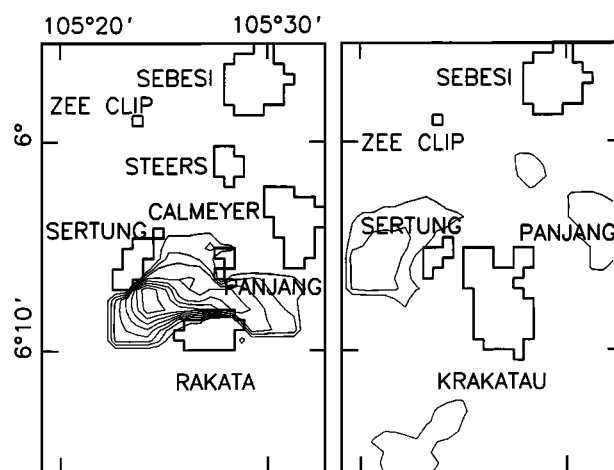 105°20′ 105°30′
SEBESI
ZEE CLIP
6°
STEERS
CALMEYER
SERTUNG
PANJANG
6°10′
RAKATA
SEBESI
ZEE CLIP
SERTUNG
PANJANG
KRAKATAU